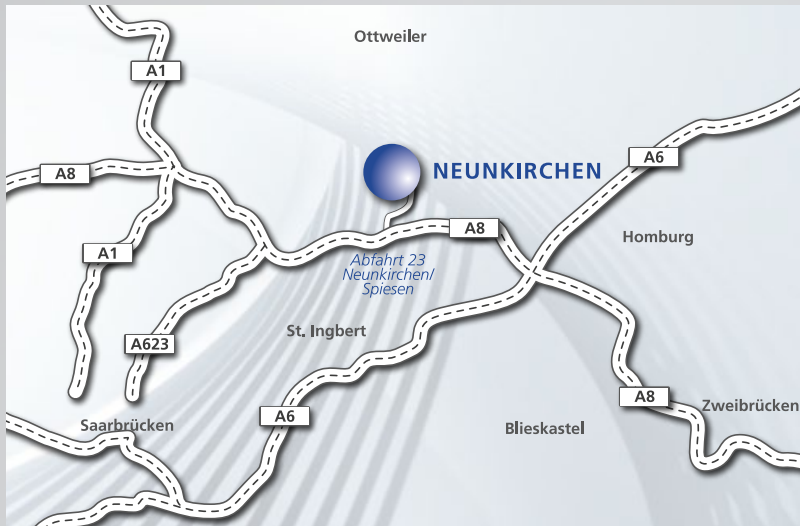 Ottweiler
A1
A6
A8
NEUNKIRCHEN
A8
Homburg
A1
Abfahrt 23
Neunkirchen/
Spiesen
St. Ingbert
A623
A8
Zweibrücken
A6
Saarbrücken
Blieskastel